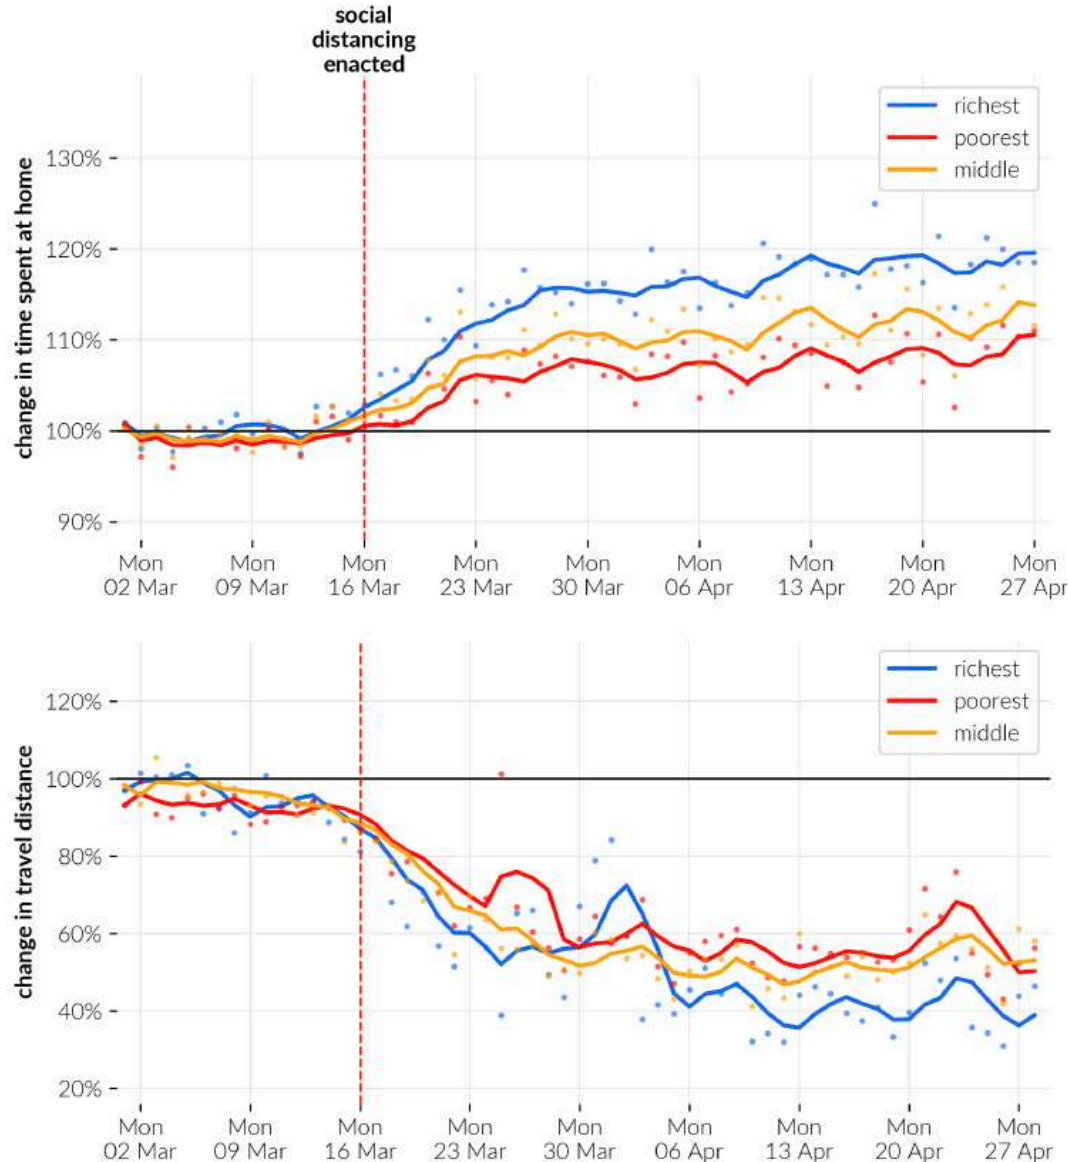 social
distancing
enacted
change in time spent at home
130%
120%
110%
100%
90%
richest
poorest
middle
Mon Mon Mon Mon Mon Mon Mon Mon Mon
02 Mar 09 Mar 16 Mar 23 Mar 30 Mar 06 Apr 13 Apr 20 Apr 27 Apr
change in travel distance
120%
100%
80%
60%
40%
20%
richest
poorest
middle
Mon Mon Mon Mon Mon Mon Mon Mon Mon
02 Mar 09 Mar 16 Mar 23 Mar 30 Mar 06 Apr 13 Apr 20 Apr 27 Apr